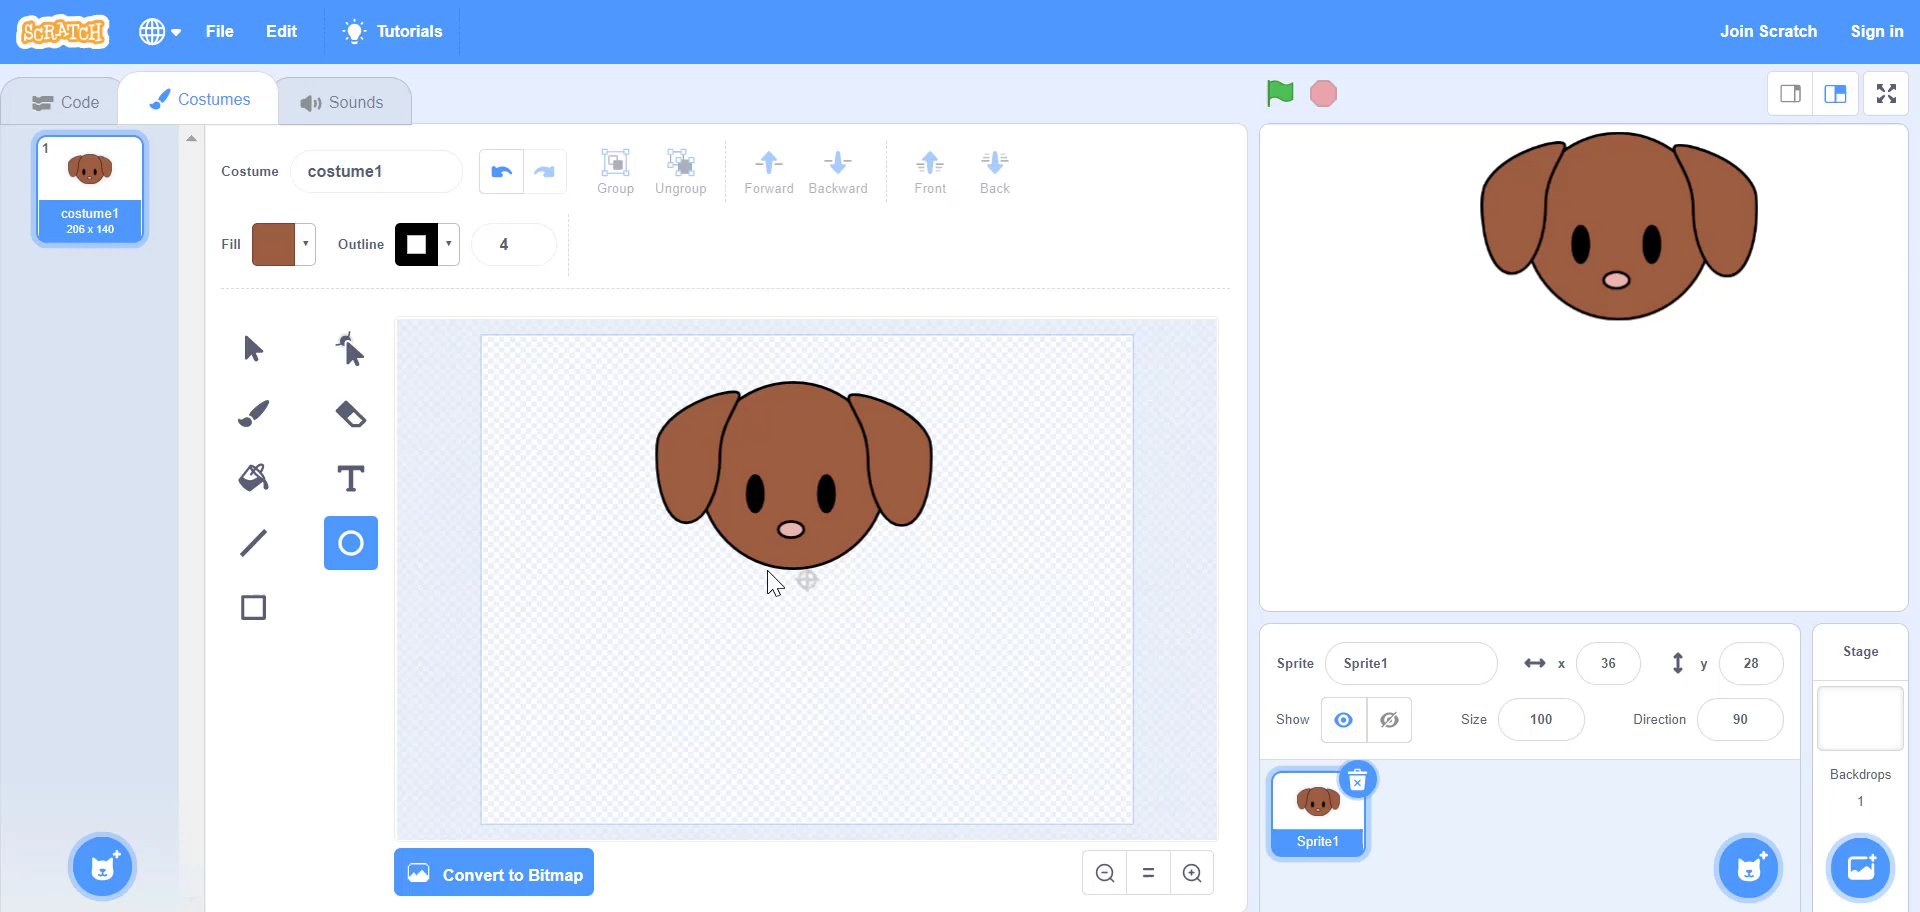 SCRATCH File Edit Tutorials Join Scratch Sign in
Code Costumes Sounds
1
costume1
206 x 140
Costume costume1
Group Ungroup Forward Backward Front Back
Fill Outline 4
T
Convert to Bitmap
Sprite Sprite1 x 36 y 28
Show Size 100 Direction 90
Sprite1
Stage
Backdrops
1